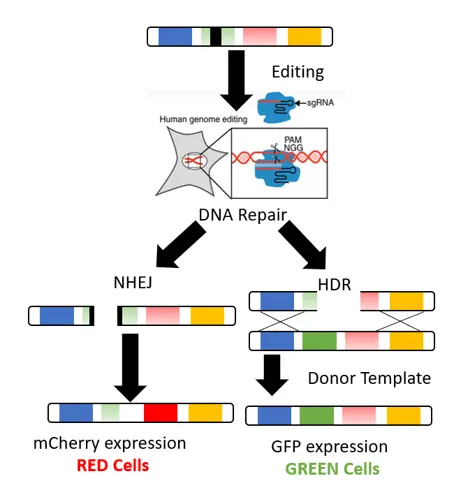 Editing
sgRNA
Human genome editing
PAM
NGG
DNA Repair
NHEJ
HDR
Donor Template
mCherry expression
RED Cells
GFP expression
GREEN Cells